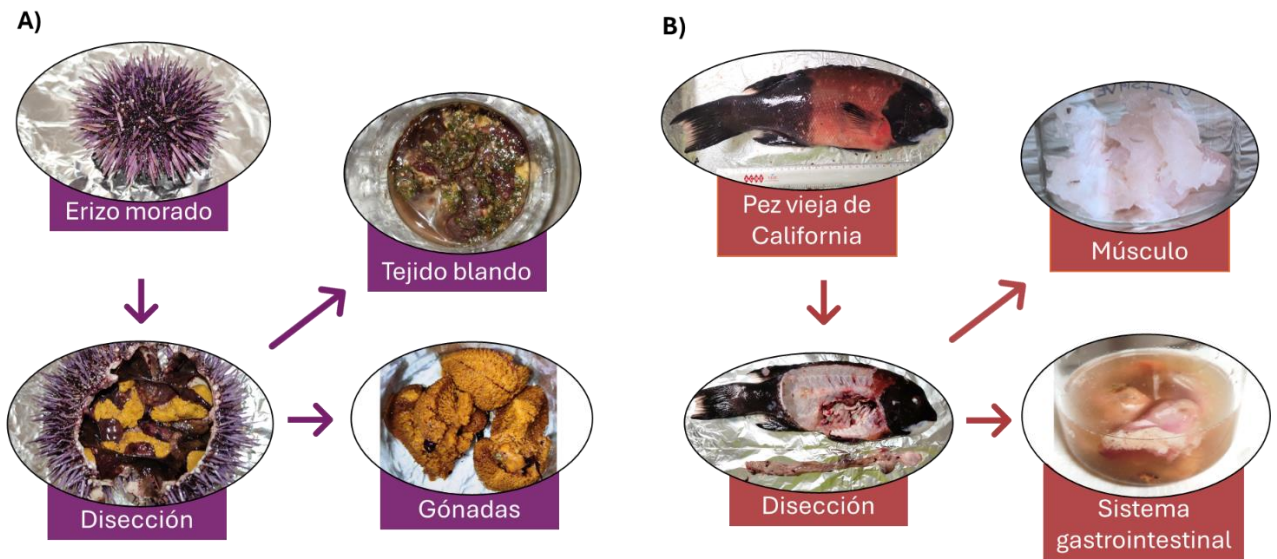 A)
Erizo morado
Tejido blando
Disección
Gónadas
B)
Pez vieja de
California
Músculo
Disección
Sistema
gastrointestinal